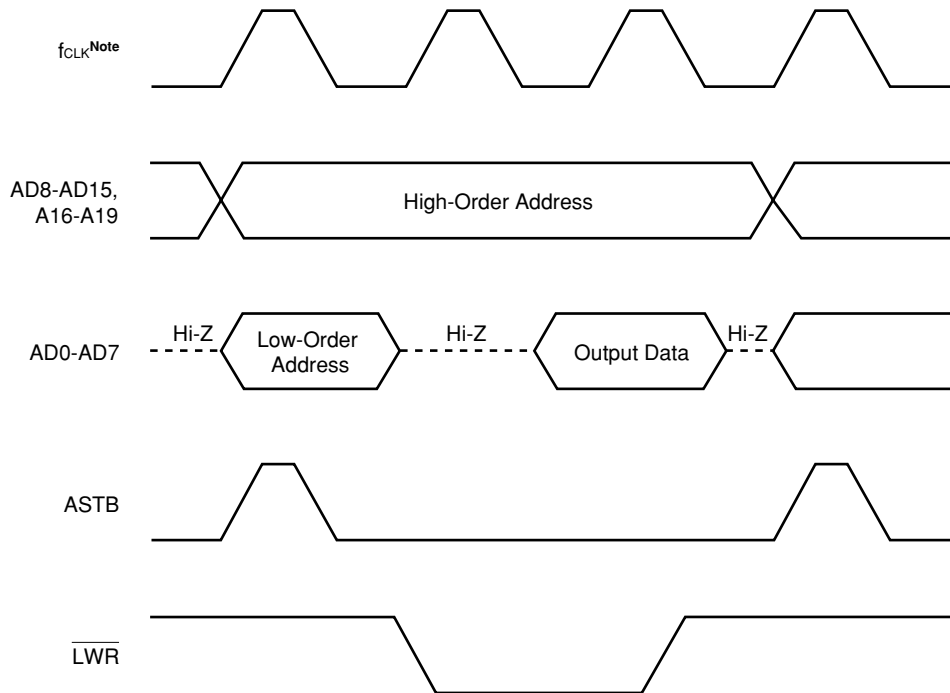 fCLKNote
AD8-AD15,
A16-A19
High-Order Address
AD0-AD7
Hi-Z
Low-Order
Address
Hi-Z
Output Data
Hi-Z
ASTB
LWR